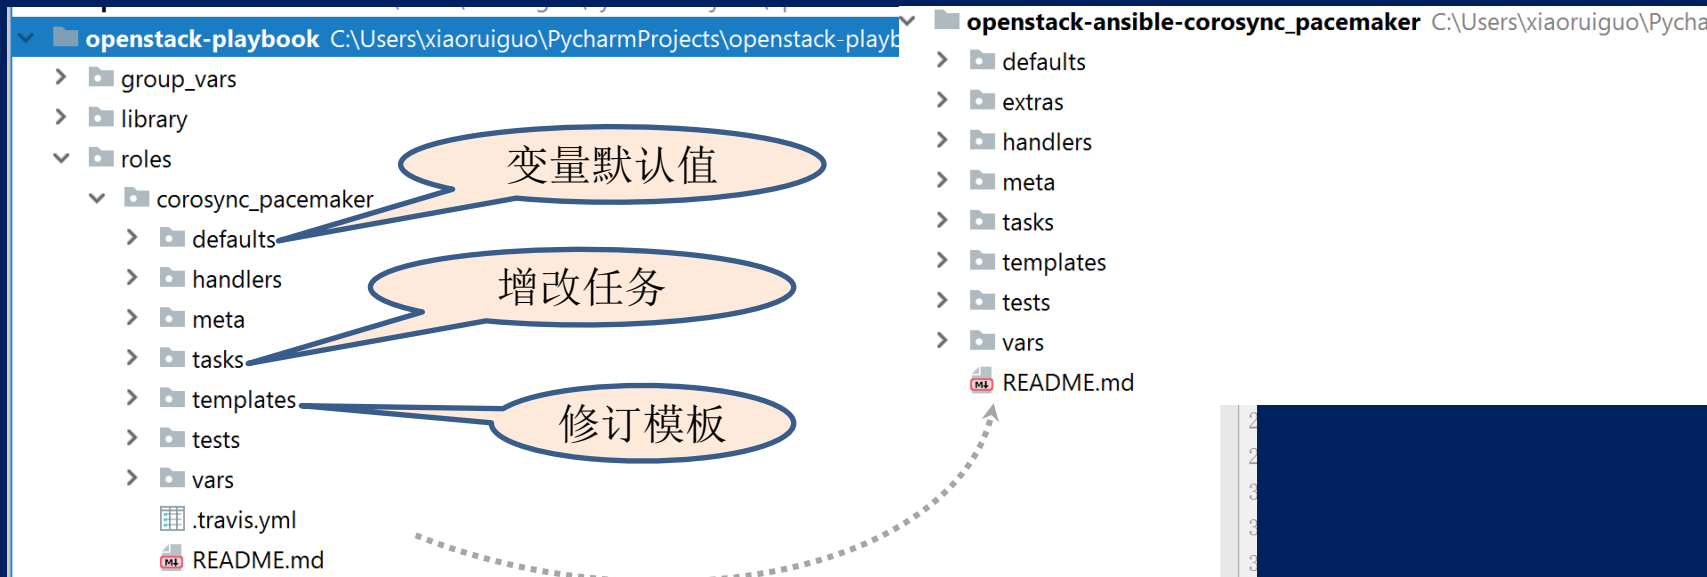 openstack-playbook C:\Users\xiaoruiguo\PycharmProjects\openstack-playb
group_vars
library
roles
corosync_pacemaker
defaults
handlers
meta
tasks
templates
tests
vars
.travis.yml
README.md
变量默认值
增改任务
修订模板
openstack-ansible-corosync_pacemaker C:\Users\xiaoruiguo\Pycha
defaults
extras
handlers
meta
tasks
templates
tests
vars
README.md